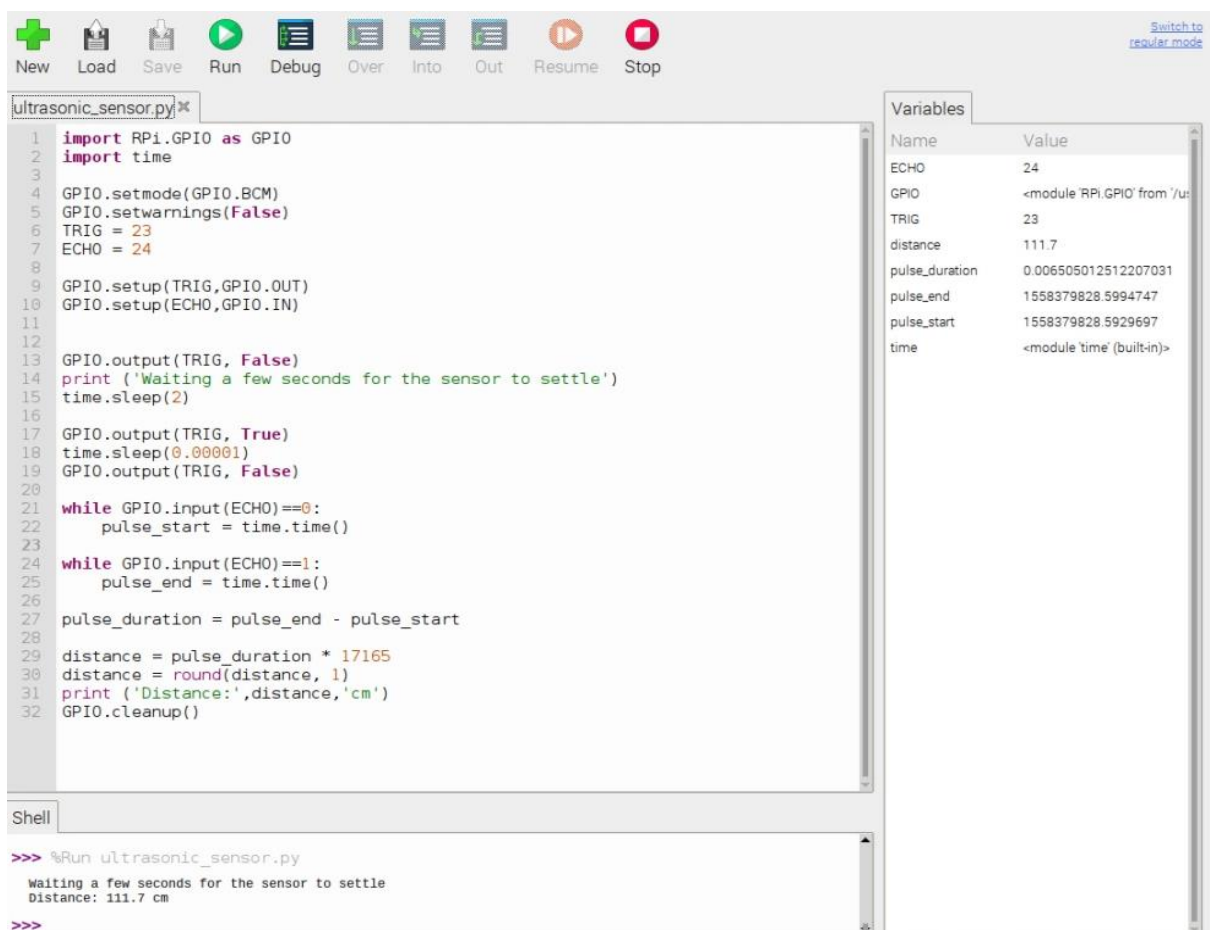 New Load Save Run Debug Over Into Out Resume Stop
Switch to
regular mode
ultrasonic_sensor.py
1 import RPi.GPIO as GPIO
2 import time
3
4 GPIO.setmode(GPIO.BCM)
5 GPIO.setwarnings(False)
6 TRIG = 23
7 ECHO = 24
8
9 GPIO.setup(TRIG,GPIO.OUT)
10 GPIO.setup(ECHO,GPIO.IN)
11
12
13 GPIO.output(TRIG, False)
14 print ('Waiting a few seconds for the sensor to settle')
15 time.sleep(2)
16
17 GPIO.output(TRIG, True)
18 time.sleep(0.00001)
19 GPIO.output(TRIG, False)
20
21 while GPIO.input(ECHO)==0:
22     pulse_start = time.time()
23
24 while GPIO.input(ECHO)==1:
25     pulse_end = time.time()
26
27 pulse_duration = pulse_end - pulse_start
28
29 distance = pulse_duration * 17165
30 distance = round(distance, 1)
31 print ('Distance:',distance,'cm')
32 GPIO.cleanup()
Shell
>>> %Run ultrasonic_sensor.py
Waiting a few seconds for the sensor to settle
Distance: 111.7 cm
>>>
Variables
Name Value
ECHO 24
GPIO <module 'RPi.GPIO' from '/us
TRIG 23
distance 111.7
pulse_duration 0.006505012512207031
pulse_end 1558379828.5994747
pulse_start 1558379828.5929697
time <module 'time' (built-in)>